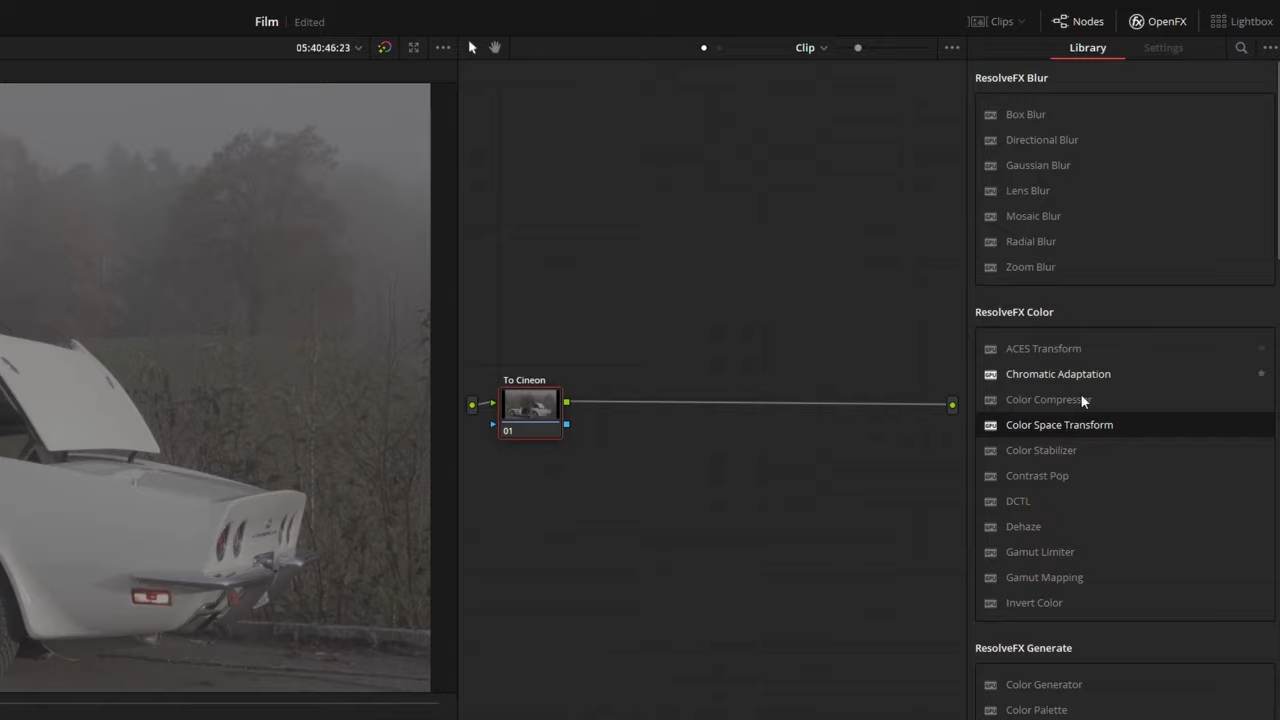 Film Edited
Clips Nodes OpenFX Lightbox
05:40:46:23 Clip Library Settings
ResolveFX Blur
Box Blur
Directional Blur
Gaussian Blur
Lens Blur
Mosaic Blur
Radial Blur
Zoom Blur
ResolveFX Color
ACES Transform
Chromatic Adaptation
Color Compressor
Color Space Transform
Color Stabilizer
Contrast Pop
DCTL
Dehaze
Gamut Limiter
Gamut Mapping
Invert Color
To Cineon
01
ResolveFX Generate
Color Generator
Color Palette